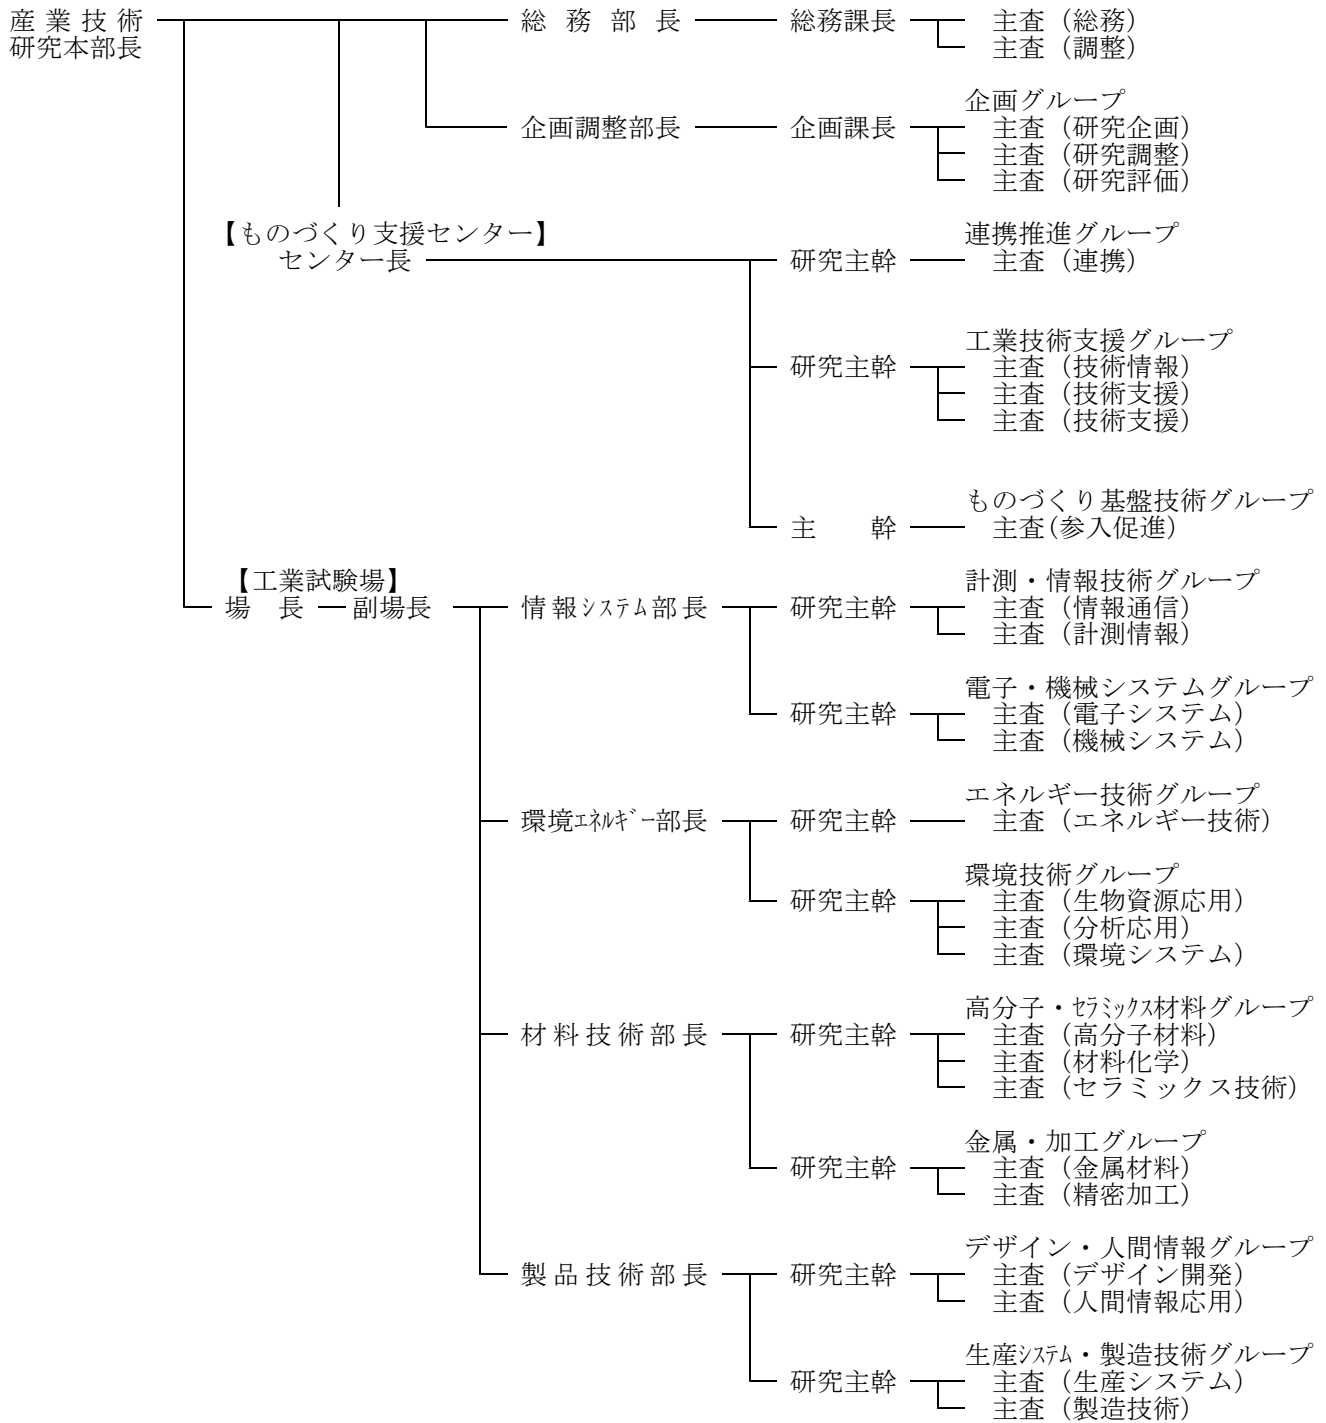 産業技術 総務部長 総務課長 主査（総務）
研究本部長 主査（調整）
企画グループ
企画調整部長 企画課長 主査（研究企画）
主査（研究調整）
主査（研究評価）
【ものづくり支援センター】 連携推進グループ
センター長 研究主幹 主査（連携）
工業技術支援グループ
研究主幹 主査（技術情報）
主査（技術支援）
主査（技術支援）
ものづくり基盤技術グループ
主　幹 主査(参入促進)
【工業試験場】 計測・情報技術グループ
場　長 副場長 情報ｼｽﾃﾑ部長 研究主幹 主査（情報通信）
主査（計測情報）
電子・機械システムグループ
研究主幹 主査（電子システム）
主査（機械システム）
エネルギー技術グループ
環境ｴﾈﾙｷﾞｰ部長 研究主幹 主査（エネルギー技術）
環境技術グループ
研究主幹 主査（生物資源応用）
主査（分析応用）
主査（環境システム）
高分子・ｾﾗﾐｯｸｽ材料グループ
材料技術部長 研究主幹 主査（高分子材料）
主査（材料化学）
主査（セラミックス技術）
金属・加工グループ
研究主幹 主査（金属材料）
主査（精密加工）
デザイン・人間情報グループ
製品技術部長 研究主幹 主査（デザイン開発）
主査（人間情報応用）
生産ｼｽﾃﾑ・製造技術グループ
研究主幹 主査（生産システム）
主査（製造技術）